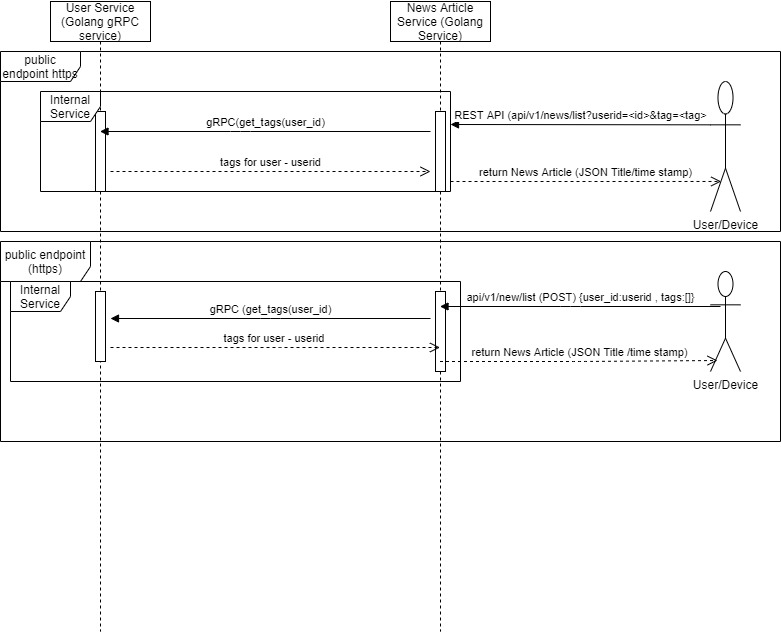 User Service
(Golang gRPC
service)
News Article
Service (Golang
Service)
public
endpoint https
Internal
Service
gRPC(get_tags(user_id)
REST API (api/v1/news/list?userid=<id>&tag=<tag>
tags for user - userid
return News Article (JSON Title/time stamp)
User/Device
public endpoint
(https)
Internal
Service
gRPC (get_tags(user_id)
api/v1/new/list (POST) {user_id:userid , tags:[]}
tags for user - userid
return News Article (JSON Title /time stamp)
User/Device